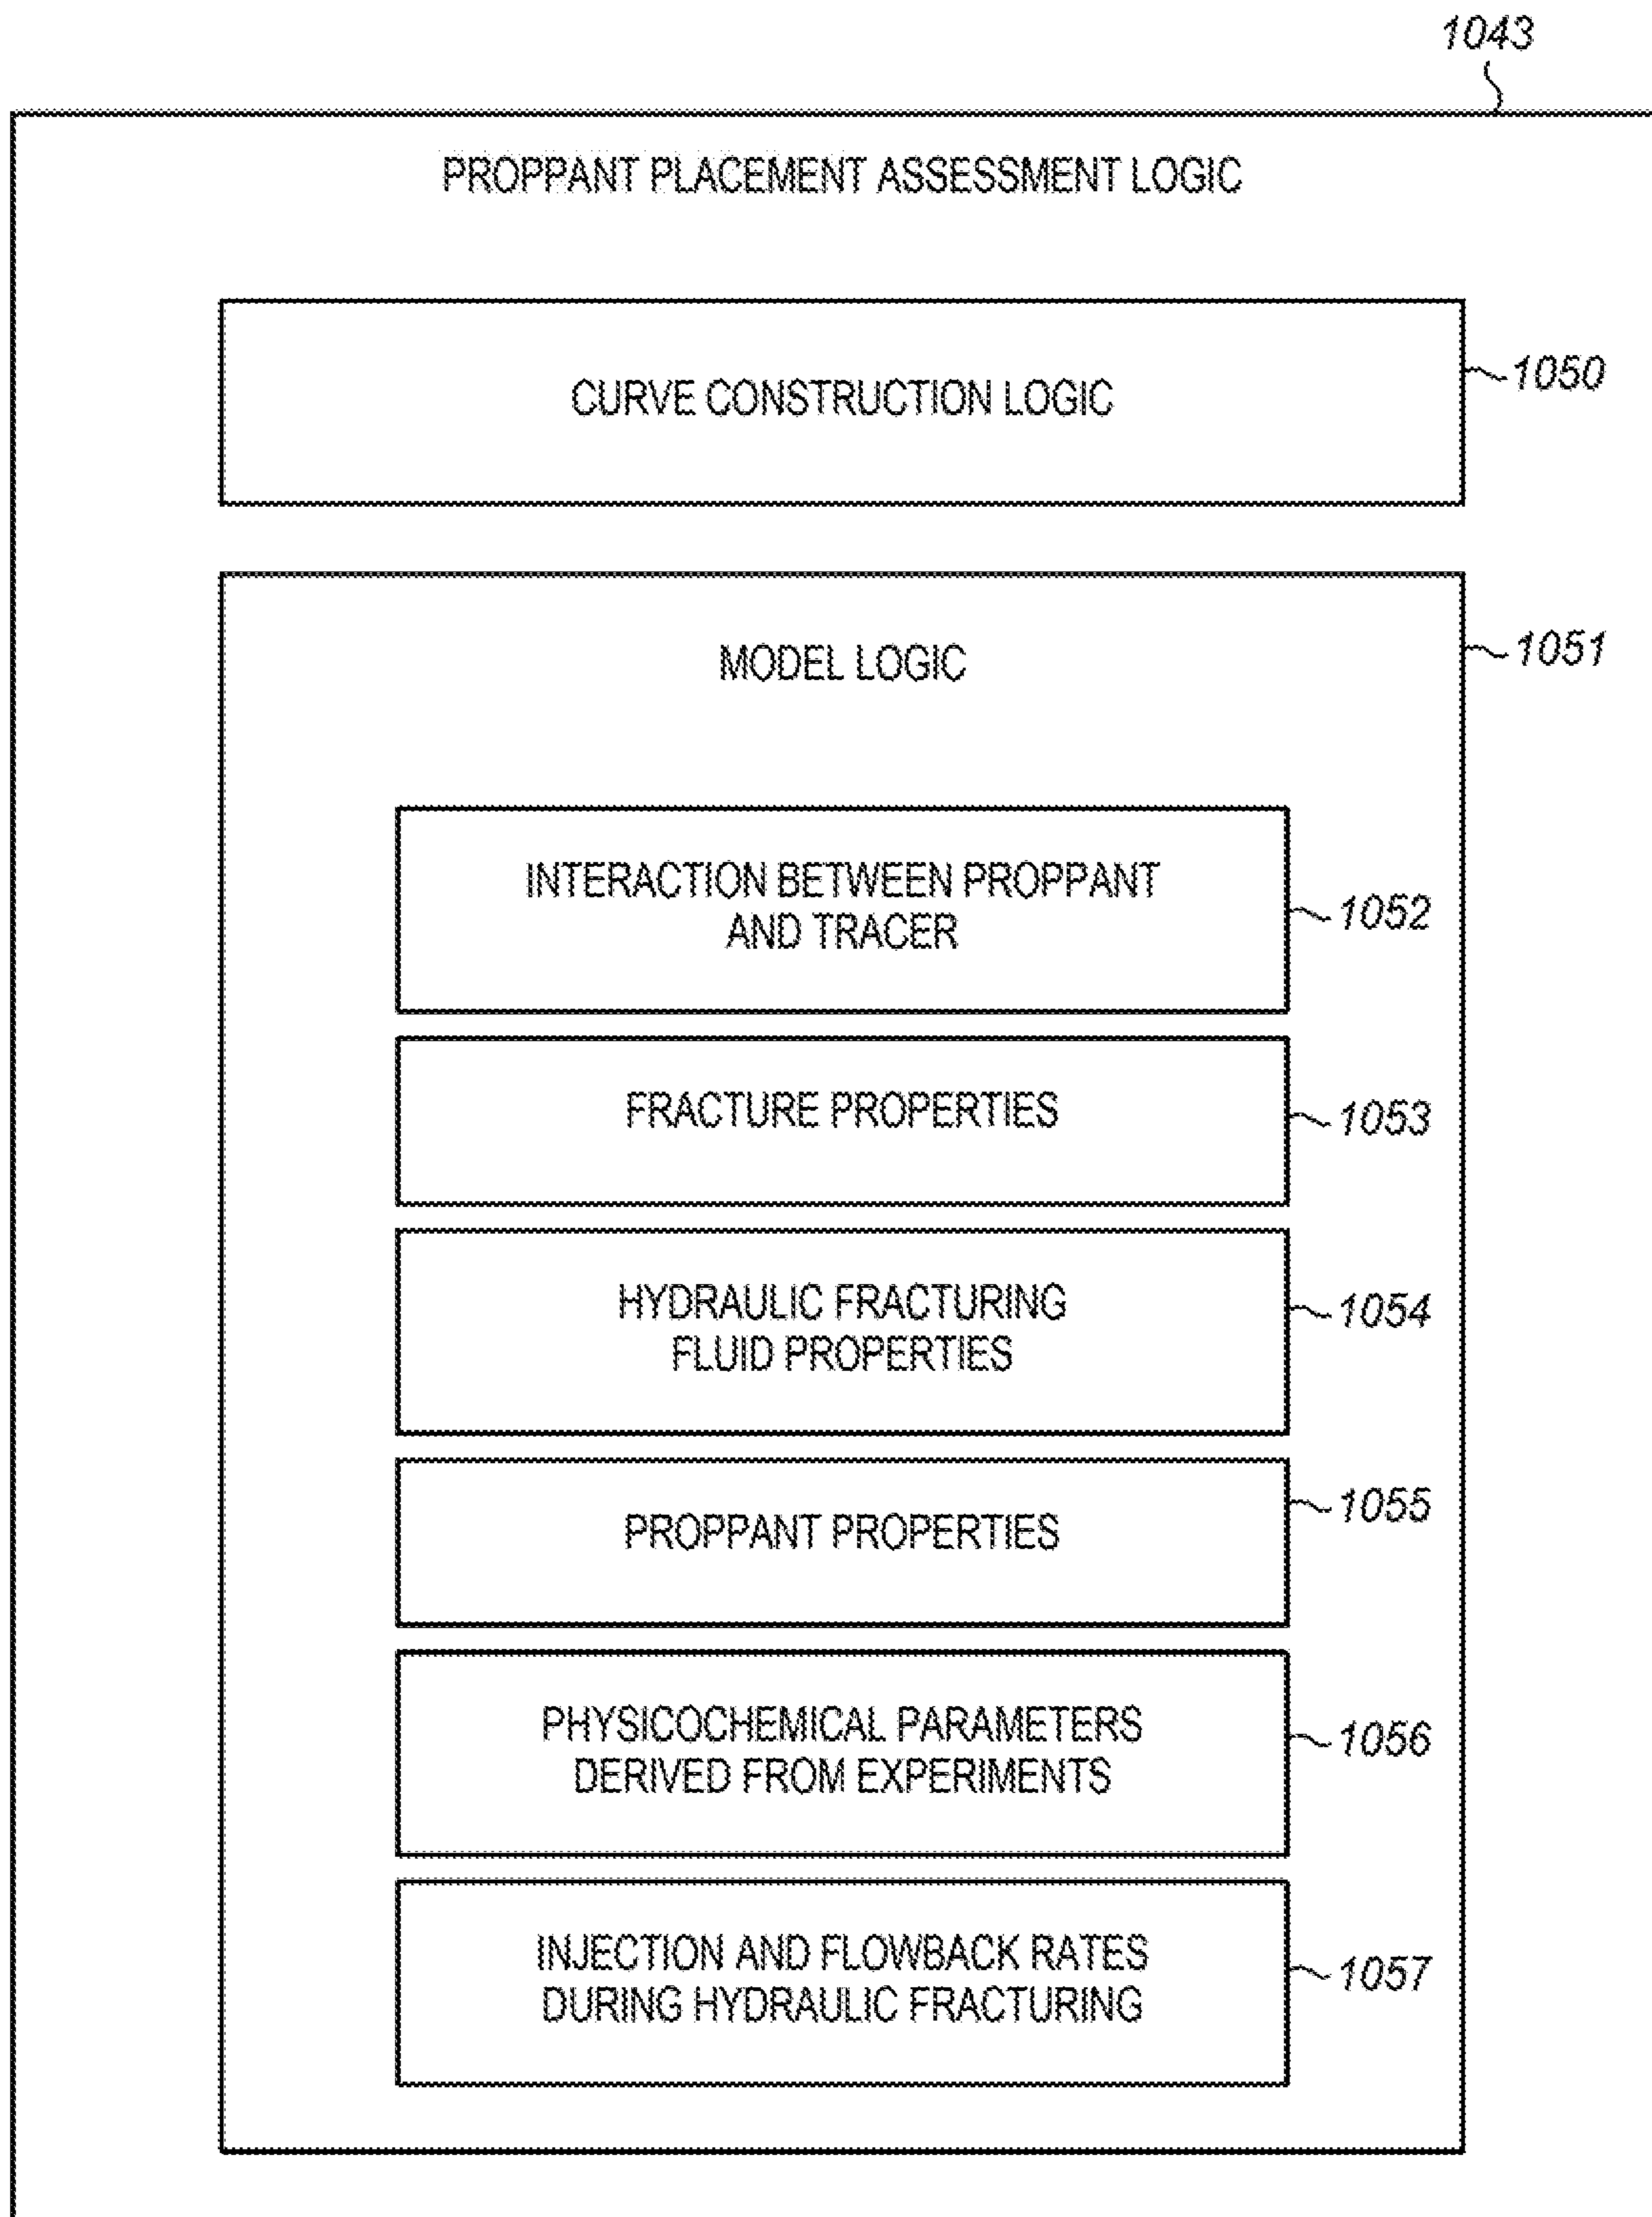 1043
PROPPANT PLACEMENT ASSESSMENT LOGIC
CURVE CONSTRUCTION LOGIC
1050
MODEL LOGIC
1051
INTERACTION BETWEEN PROPPANT
AND TRACER
1052
FRACTURE PROPERTIES
1053
HYDRAULIC FRACTURING
FLUID PROPERTIES
1054
PROPPANT PROPERTIES
1055
PHYSICOCHEMICAL PARAMETERS
DERIVED FROM EXPERIMENTS
1056
INJECTION AND FLOWBACK RATES
DURING HYDRAULIC FRACTURING
1057